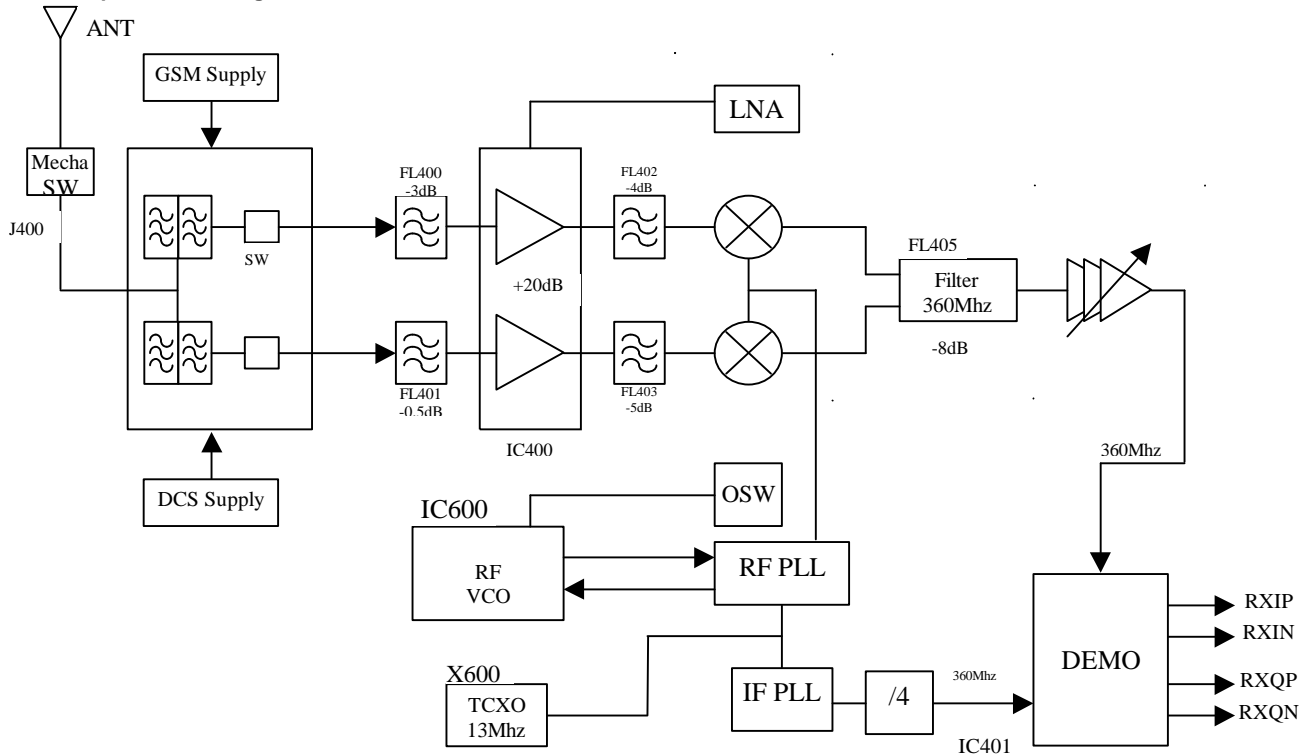 ANT
GSM Supply
LNA
Mecha
SW
J400
FL400
-3dB
FL402
-4dB
SW
+20dB
FL405
Filter
360Mhz
-8dB
FL401
-0.5dB
FL403
-5dB
IC400
DCS Supply
360Mhz
OSW
IC600
RF
VCO
RF PLL
X600
TCXO
13Mhz
IF PLL
/4
360Mhz
IC401
DEMO
RXIP
RXIN
RXQP
RXQN